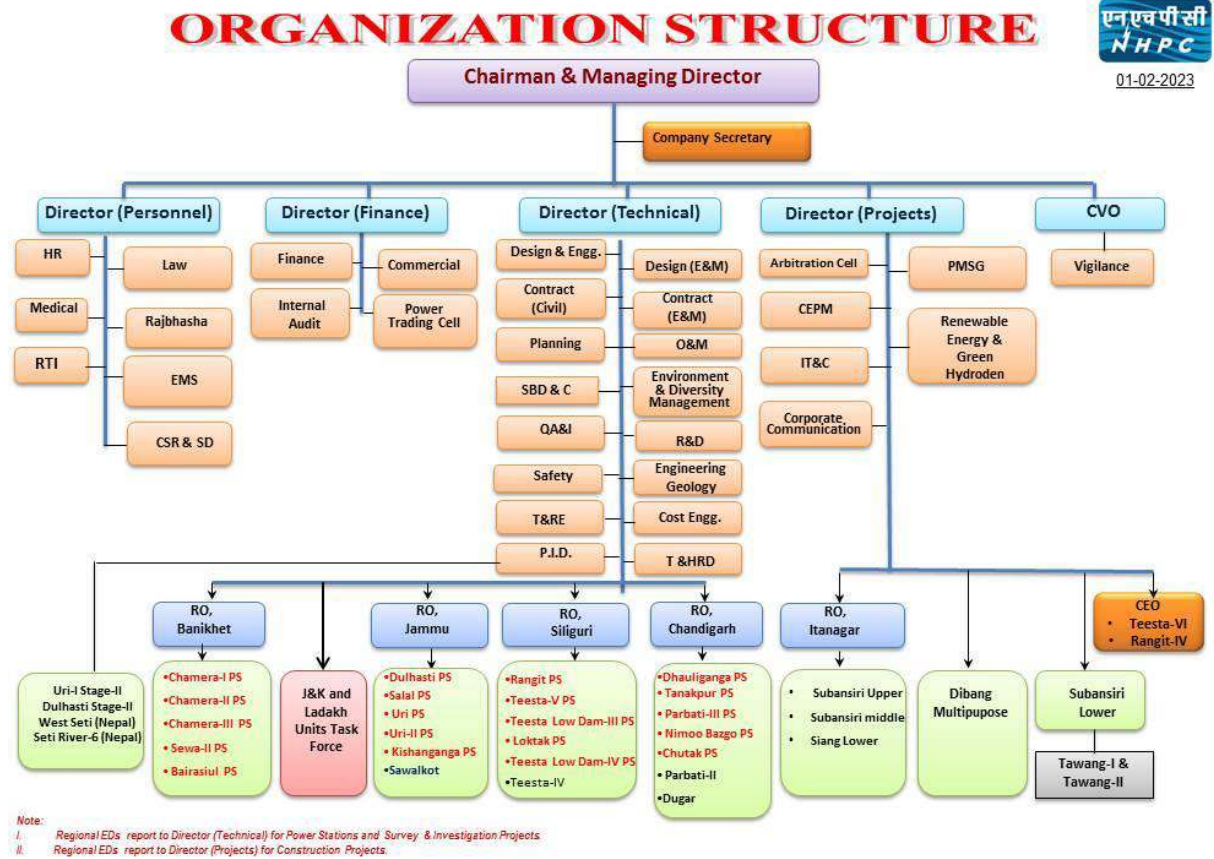 ORGANIZATION STRUCTURE
एन एच पी सी
NHPC
01-02-2023
Chairman & Managing Director
Company Secretary
Director (Personnel)
Director (Finance)
Director (Technical)
Director (Projects)
CVO
HR
Law
Medical
Rajbhasha
RTI
EMS
CSR & SD
Finance
Commercial
Internal
Audit
Power
Trading Cell
Design & Engg.
Design (E&M)
Contract
(Civil)
Contract
(E&M)
Planning
O&M
SBD & C
Environment
& Diversity
Management
QA&I
R&D
Safety
Engineering
Geology
T&RE
Cost Engg.
P.I.D.
T &HRD
Arbitration Cell
PMSG
CEPM
Renewable
Energy &
Green
Hydroden
IT&C
Corporate
Communication
Vigilance
RO,
Banikhet
RO,
Jammu
RO,
Siliguri
RO,
Chandigarh
RO,
Itanagar
CEO
• Teesta-VI
• Rangit-IV
Uri-I Stage-II
Dulhasti Stage-II
West Seti (Nepal)
Seti River-6 (Nepal)
•Chamera-I PS
•Chamera-II PS
•Chamera-III PS
•Sewa-II PS
•Bairasiul PS
J&K and
Ladakh
Units Task
Force
•Dulhasti PS
•Salal PS
•Uri PS
•Uri-II PS
•Kishanganga PS
•Sawalkot
•Rangit PS
•Teesta-V PS
•Teesta Low Dam-III PS
•Loktak PS
•Teesta Low Dam-IV PS
•Teesta-IV
•Dhauliganga PS
•Tanakpur PS
•Parbati-III PS
•Nimoo Bazgo PS
•Chutak PS
•Parbati-II
•Dugar
• Subansiri Upper
• Subansiri middle
• Siang Lower
Dibang
Multipupose
Subansiri
Lower
Tawang-I &
Tawang-II
Note:
I. Regional EDs report to Director (Technical) for Power Stations and Survey & Investigation Projects.
II. Regional EDs report to Director (Projects) for Construction Projects.